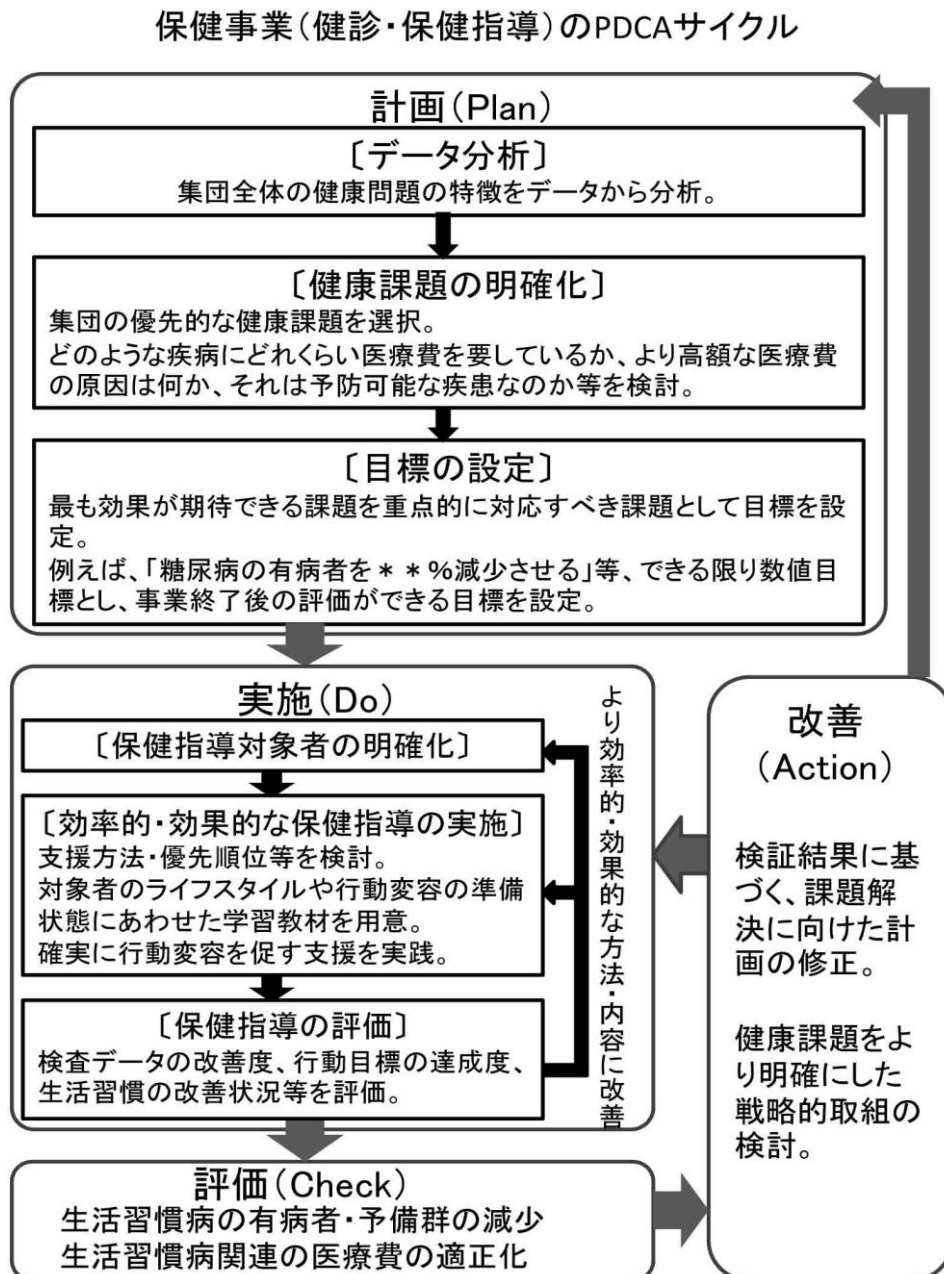 保健事業(健診・保健指導)のPDCAサイクル
計画(Plan)
〔データ分析〕
集団全体の健康問題の特徴をデータから分析。
〔健康課題の明確化〕
集団の優先的な健康課題を選択。
どのような疾病にどれくらい医療費を要しているか、より高額な医療費
の原因は何か、それは予防可能な疾患なのか等を検討。
〔目標の設定〕
最も効果が期待できる課題を重点的に対応すべき課題として目標を設
定。
例えば、「糖尿病の有病者を＊＊%減少させる」等、できる限り数値目
標とし、事業終了後の評価ができる目標を設定。
実施(Do)
〔保健指導対象者の明確化〕
〔効率的・効果的な保健指導の実施〕
支援方法・優先順位等を検討。
対象者のライフスタイルや行動変容の準備
状態にあわせた学習教材を用意。
確実に行動変容を促す支援を実践。
〔保健指導の評価〕
検査データの改善度、行動目標の達成度、
生活習慣の改善状況等を評価。
より効率的・効果的な方法・内容に改善
評価(Check)
生活習慣病の有病者・予備群の減少
生活習慣病関連の医療費の適正化
改善
(Action)
検証結果に基
づく、課題解
決に向けた計
画の修正。
健康課題をよ
り明確にした
戦略的取組の
検討。